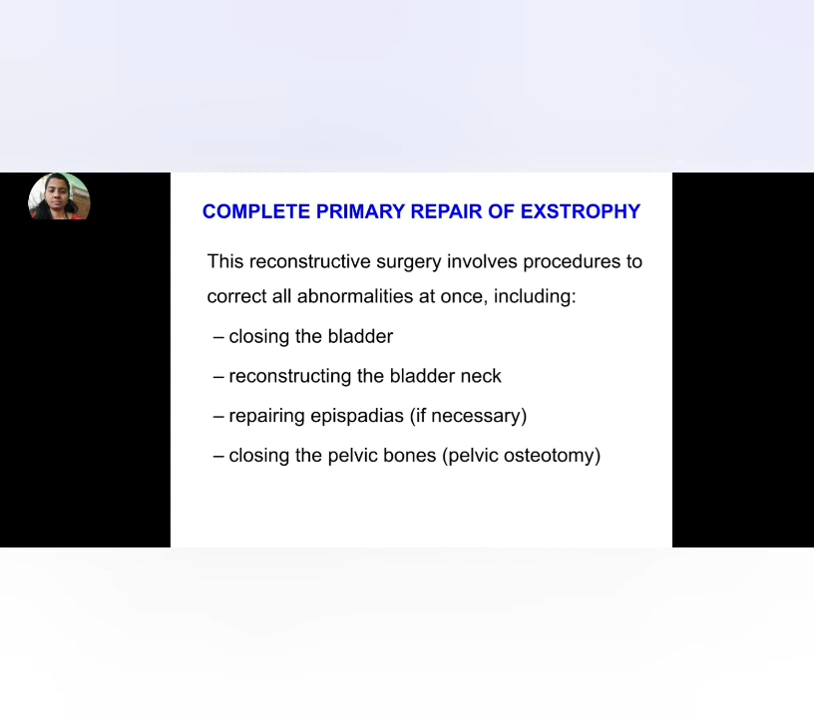 COMPLETE PRIMARY REPAIR OF EXSTROPHY
This reconstructive surgery involves procedures to
correct all abnormalities at once, including:
– closing the bladder
– reconstructing the bladder neck
– repairing epispadias (if necessary)
– closing the pelvic bones (pelvic osteotomy)